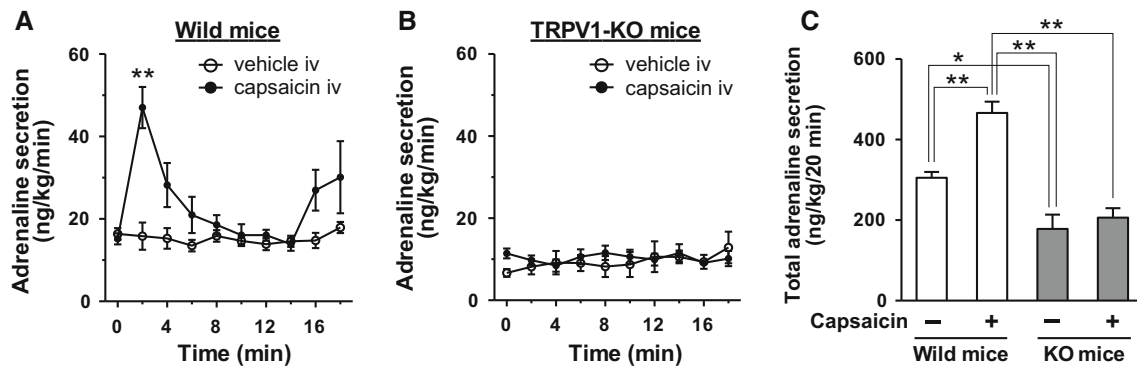 A
Wild mice
vehicle iv
capsaicin iv
**
Adrenaline secretion
(ng/kg/min)
60
40
20
0
0 4 8 12 16
Time (min)
B
TRPV1-KO mice
vehicle iv
capsaicin iv
Adrenaline secretion
(ng/kg/min)
60
40
20
0
0 4 8 12 16
Time (min)
C
**
* **
**
Total adrenaline secretion
(ng/kg/20 min)
600
400
200
0
Capsaicin − + − +
Wild mice KO mice